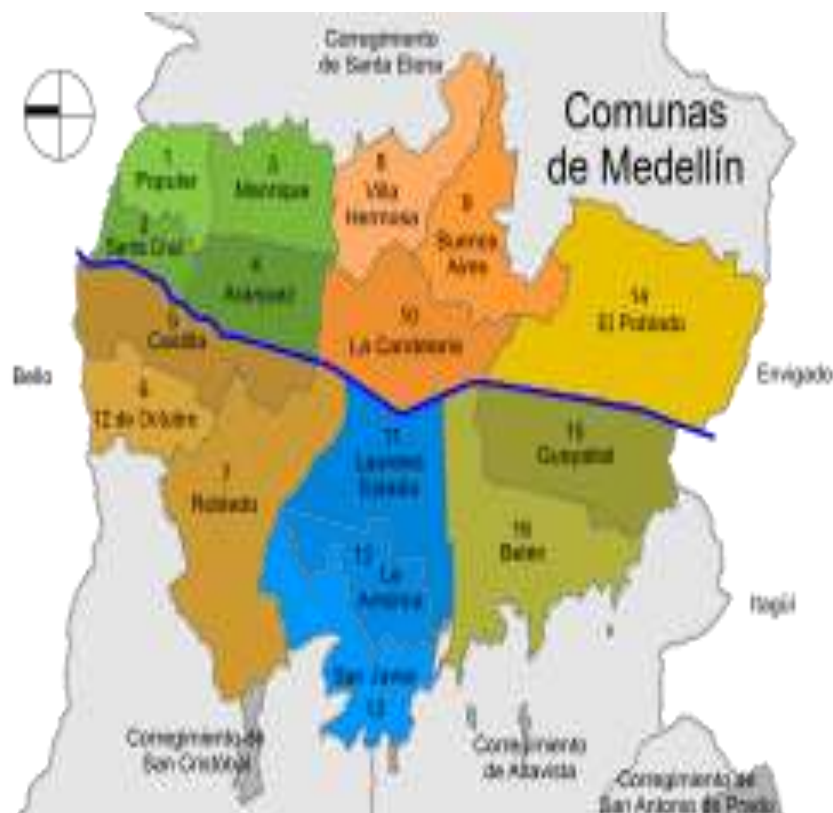 Corregimiento
de Santa Elena
Comunas
de Medellín
1
Popular
3
Manrique
8
Villa
Hermosa
9
Buenos
Aires
2
Santa Cruz
4
Aranjuez
14
El Poblado
10
La Candelaria
5
Castilla
Bello
Envigado
6
12 de Octubre
11
Laureles
Estadio
15
Guayabal
7
Robledo
16
Belén
12
La
América
Itagüí
San Javier
13
Corregimiento de
San Cristóbal
Corregimiento
de Altavista
Corregimiento de
San Antonio de Prado